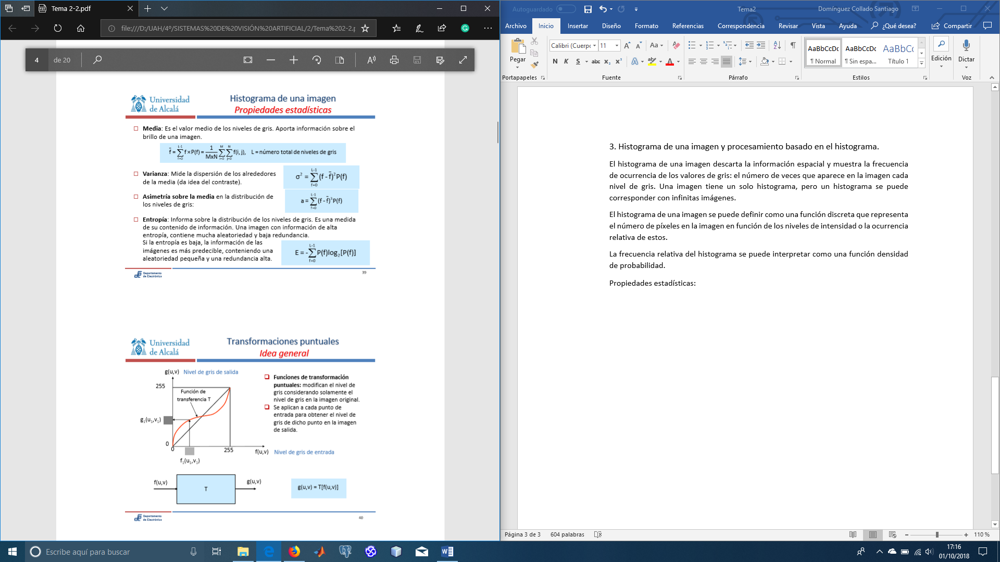 Tema 2-2.pdf
file:///D:/UAH/4º/SISTEMAS%20DE%20VISIÓN%20ARTIFICIAL/2/Tema%202-2.p
4 de 20
Universidad
de Alcalá
Histograma de una imagen
Propiedades estadísticas
Media: Es el valor medio de los niveles de gris. Aporta información sobre el
brillo de una imagen.
f̄ = ∑ f=0 L-1 f × P(f) = 1/MxN ∑ i=0 M ∑ j=0 N f(i, j), L = número total de niveles de gris
Varianza: Mide la dispersión de los alrededores
de la media (da idea del contraste).
σ² = ∑ f=0 L-1 (f - f̄)² P(f)
Asimetría sobre la media en la distribución de
los niveles de gris:
a = ∑ f=0 L-1 (f - f̄)³ P(f)
Entropía: Informa sobre la distribución de los niveles de gris. Es una medida
de su contenido de información. Una imagen con información de alta
entropía, contiene mucha aleatoriedad y baja redundancia.
Si la entropía es baja, la información de las
imágenes es más predecible, conteniendo una
aleatoriedad pequeña y una redundancia alta.
E = -∑ f=0 L-1 P(f)log₂[P(f)]
Departamento
de Electrónica
39
Universidad
de Alcalá
Transformaciones puntuales
Idea general
g(u,v) Nivel de gris de salida
255
Función de
transferencia T
g₁(u₁,v₁)
0
0
255
f(u,v) Nivel de gris de entrada
f₁(u₁,v₁)
Funciones de transformación
puntuales: modifican el nivel de
gris considerando solamente el
nivel de gris en la imagen original.
Se aplican a cada punto de
entrada para obtener el nivel de
gris de dicho punto en la imagen
de salida.
f(u,v)
T
g(u,v)
g(u,v) = T[f(u,v)]
Departamento
de Electrónica
40
Autoguardado
Tema2
Domínguez Collado Santiago
Archivo Inicio Insertar Diseño Formato Referencias Correspondencia Revisar Vista Ayuda ¿Qué desea? Compartir
Pegar
Portapapeles
Calibri (Cuerpo 11
Aa
N K S abc x₂ x²
Fuente
Párrafo
AaBbCcDc AaBbCcDc AaBbCc
¶ Normal ¶ Sin espa... Título 1
Estilos
Edición
Dictar
Voz
3. Histograma de una imagen y procesamiento basado en el histograma.
El histograma de una imagen descarta la información espacial y muestra la frecuencia
de ocurrencia de los valores de gris: el número de veces que aparece en la imagen cada
nivel de gris. Una imagen tiene un solo histograma, pero un histograma se puede
corresponder con infinitas imágenes.
El histograma de una imagen se puede definir como una función discreta que representa
el número de píxeles en la imagen en función de los niveles de intensidad o la ocurrencia
relativa de estos.
La frecuencia relativa del histograma se puede interpretar como una función densidad
de probabilidad.
Propiedades estadísticas:
Página 3 de 3 604 palabras
110 %
Escribe aquí para buscar
17:16
01/10/2018